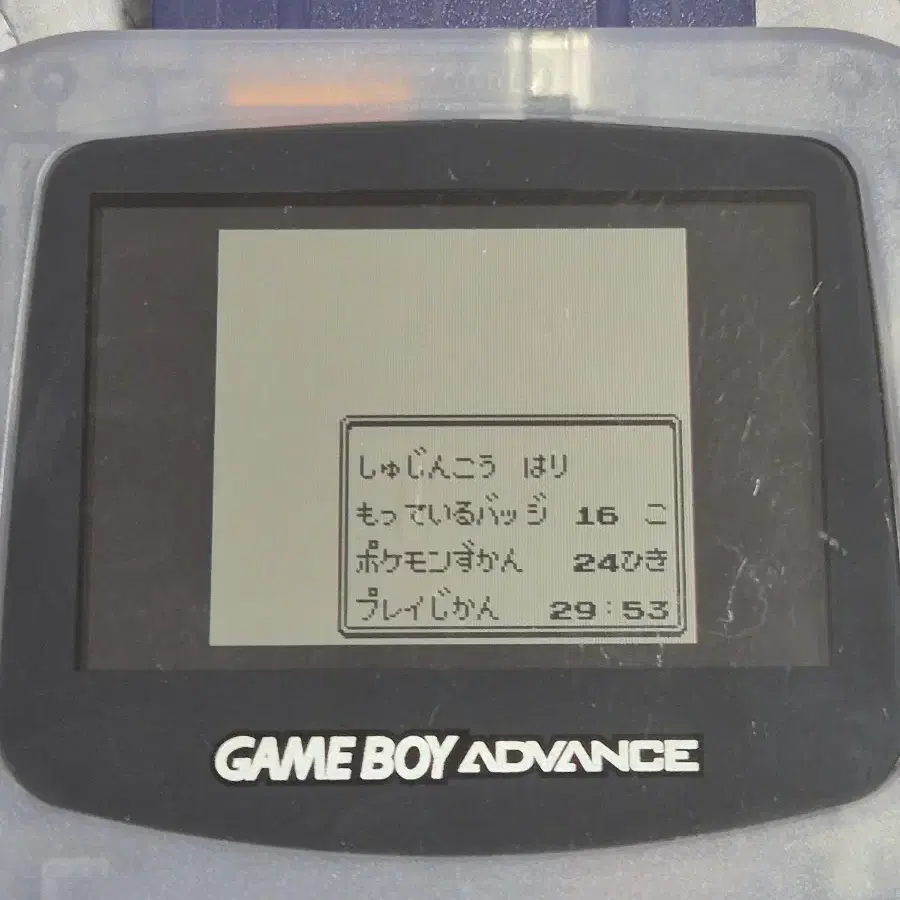 しゅじんこう はり
もっているバッジ 16 こ
ポケモンずかん 24ひき
プレイじかん 29:53
GAME BOY ADVANCE